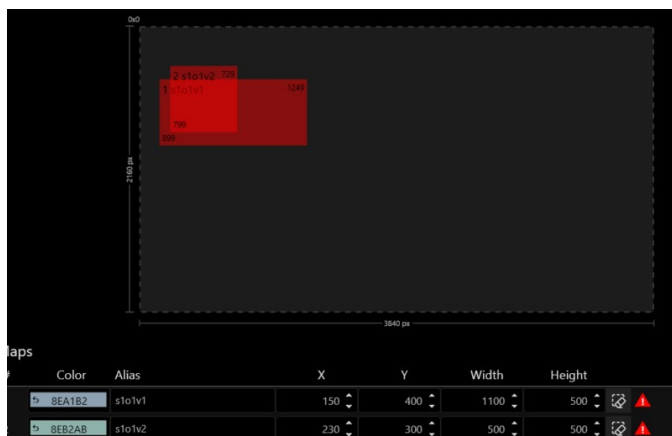 0x0
2 s1o1v2 729
1 s1o1v1 1249
799
899
2160 px
3840 px
laps
# Color Alias X Y Width Height
8EA1B2 s1o1v1 150 400 1100 500
8EB2AB s1o1v2 230 300 500 500